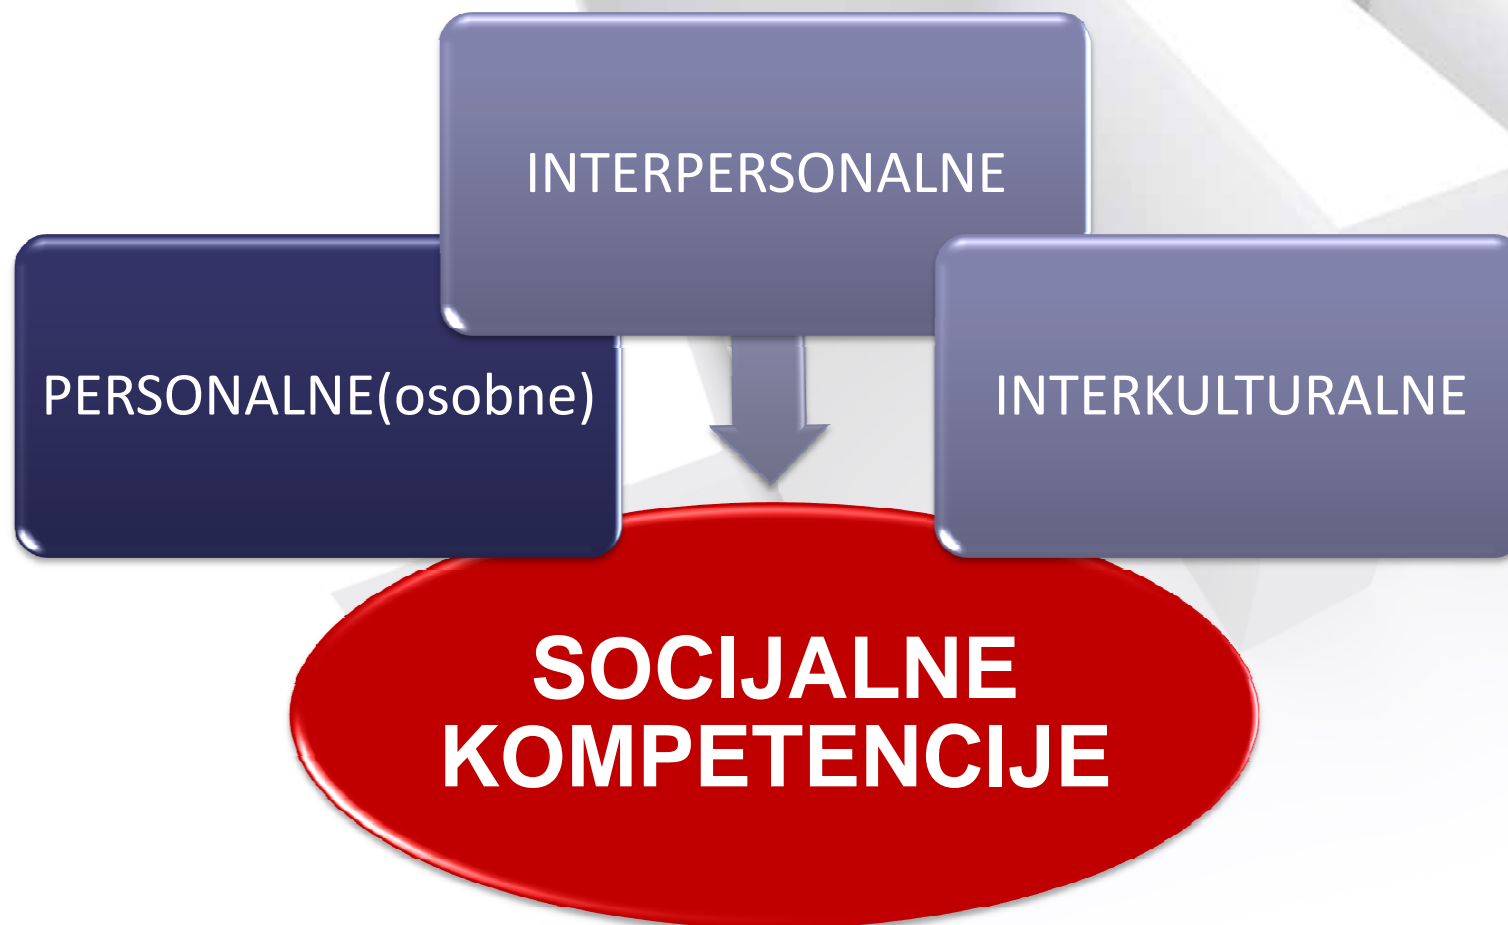 INTERPERSONALNE
PERSONALNE(osobne)
INTERKULTURALNE
SOCIJALNE
KOMPETENCIJE